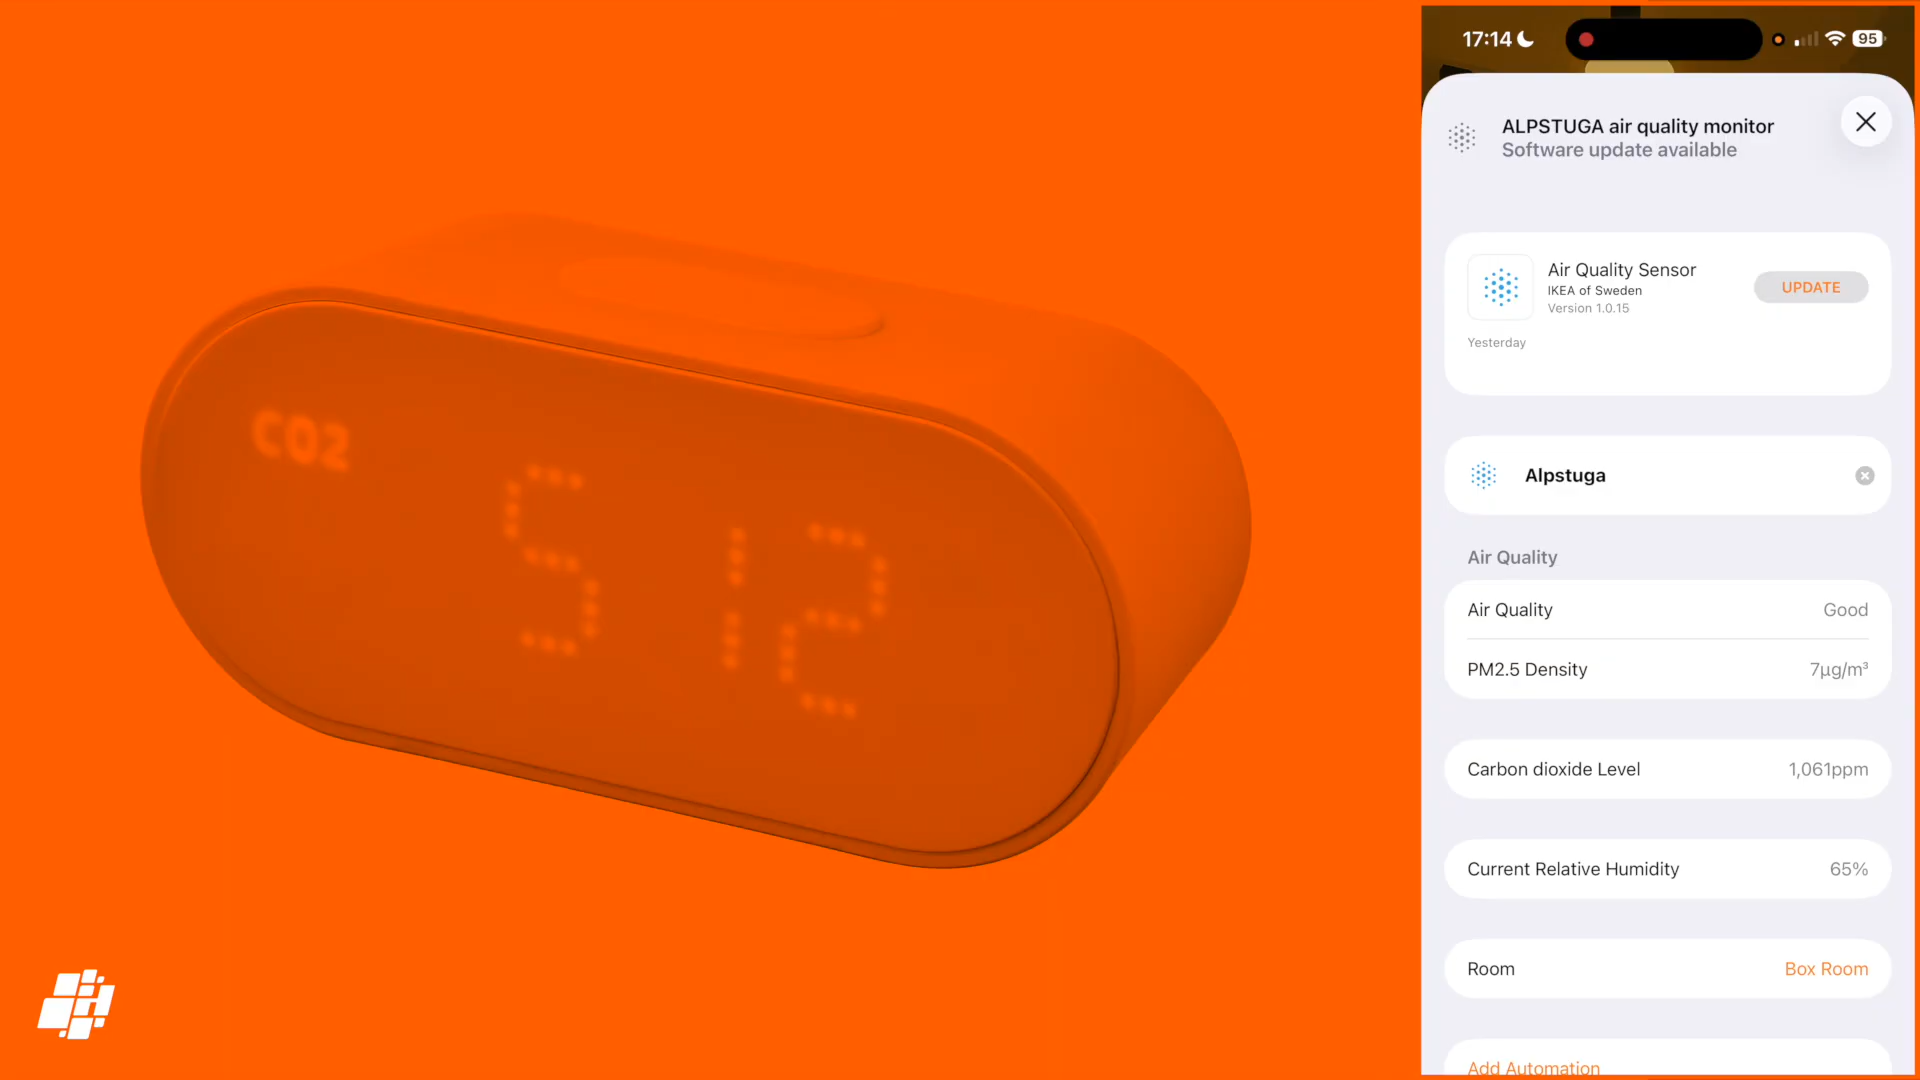 CO2
512
17:14
95
ALPSTUGA air quality monitor
Software update available
Air Quality Sensor
IKEA of Sweden
Version 1.0.15
UPDATE
Yesterday
Alpstuga
Air Quality
Air Quality Good
PM2.5 Density 7µg/m³
Carbon dioxide Level 1,061ppm
Current Relative Humidity 65%
Room Box Room
Add Automation